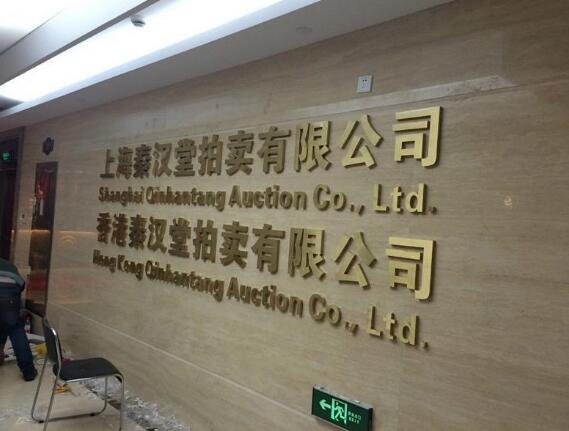 上海秦汉堂拍卖有限公司
Shanghai Qinhantang Auction Co., Ltd.
香港秦汉堂拍卖有限公司
Hong Kong Qinhantang Auction Co., Ltd.